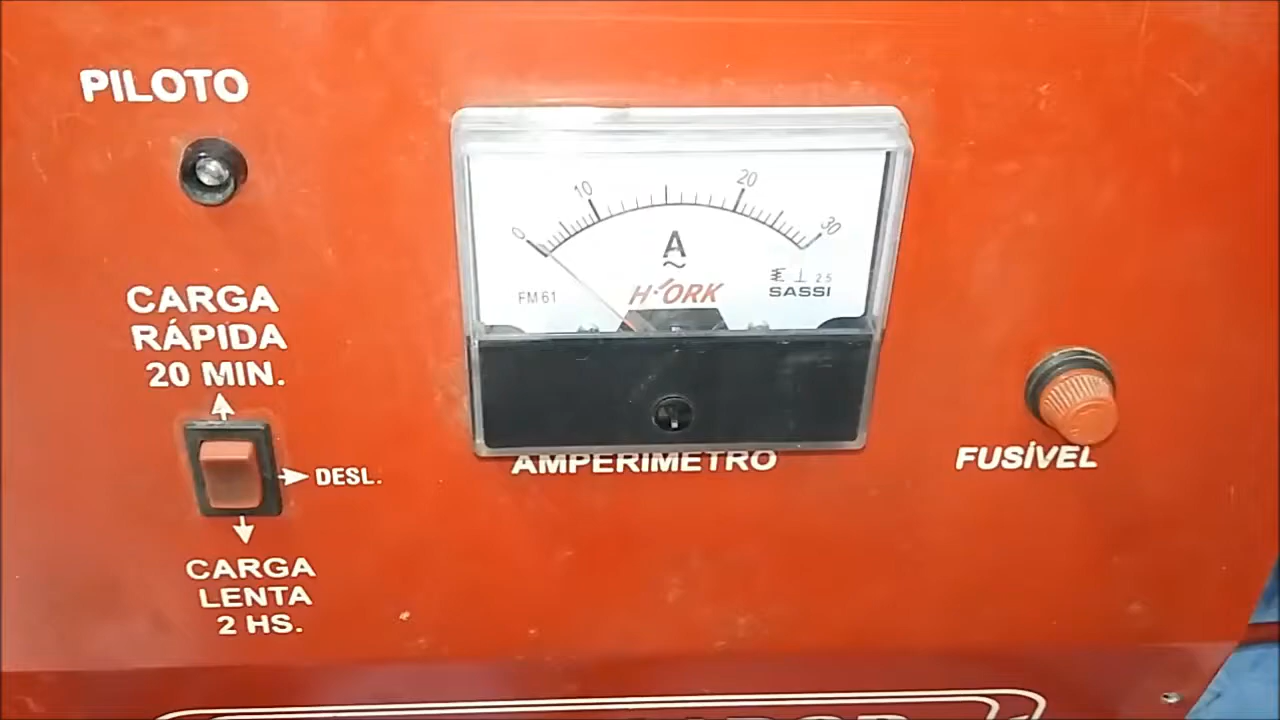 PILOTO
CARGA
RÁPIDA
20 MIN.
DESL.
CARGA
LENTA
2 HS.
0 10 20 30
A
H·ORK
FM 61
2.5
SASSI
AMPERIMETRO
FUSÍVEL